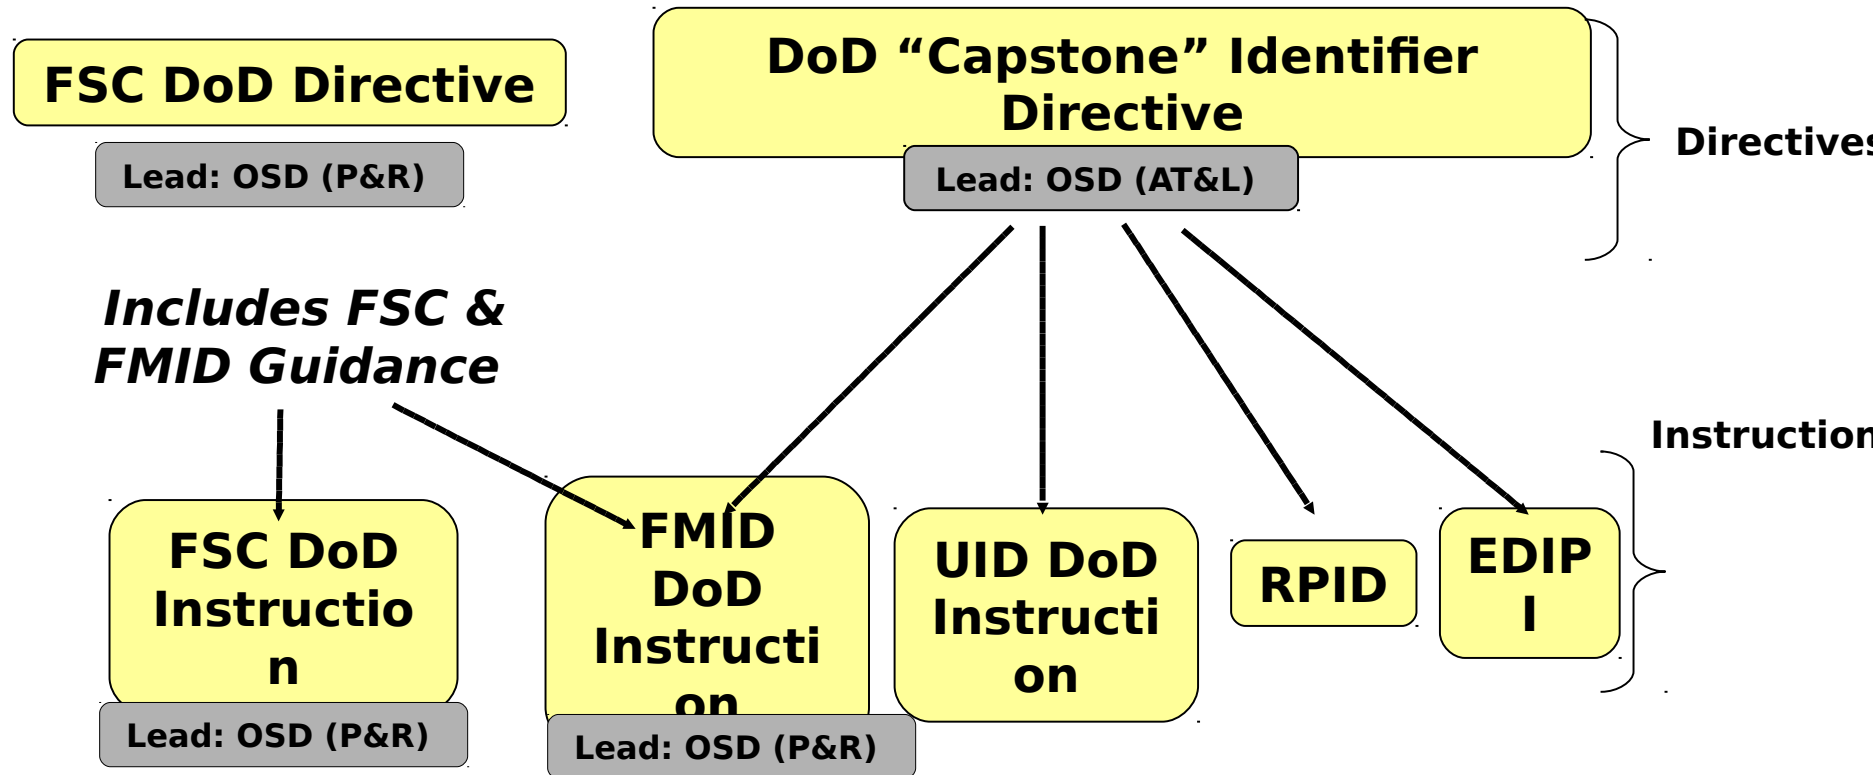 FSC DoD Directive
Lead: OSD (P&R)
DoD “Capstone” Identifier
Directive
Lead: OSD (AT&L)
Directives
Includes FSC &
FMID Guidance
Instruction
FSC DoD
Instructio
n
Lead: OSD (P&R)
FMID
DoD
Instructi
on
Lead: OSD (P&R)
UID DoD
Instructi
on
RPID
EDIP
I